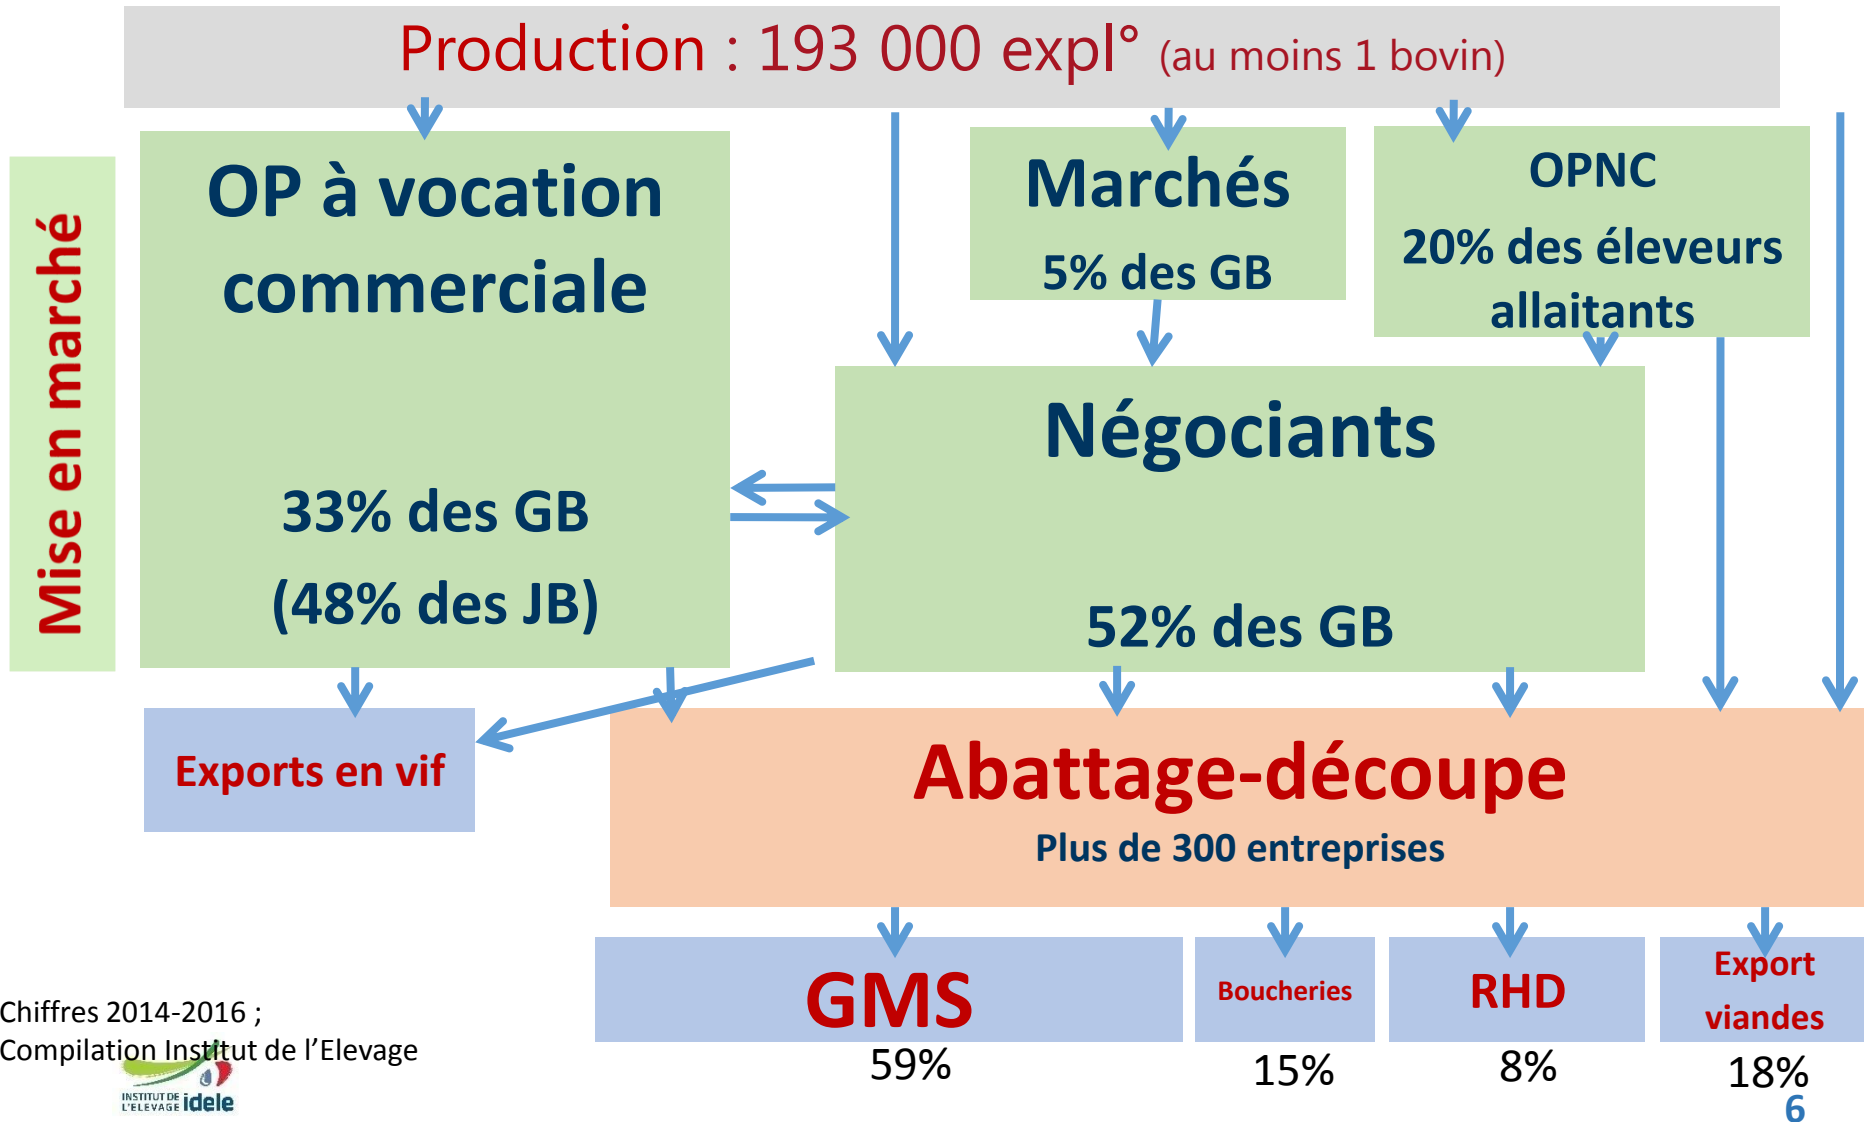 Production : 193 000 expl° (au moins 1 bovin)
Mise en marché
OP à vocation
commerciale
33% des GB
(48% des JB)
Marchés
5% des GB
OPNC
20% des éleveurs
allaitants
Négociants
52% des GB
Exports en vif
Abattage-découpe
Plus de 300 entreprises
GMS
59%
Boucheries
15%
RHD
8%
Export
viandes
18%
Chiffres 2014-2016 ;
Compilation Institut de l’Elevage
INSTITUT DE
L'ELEVAGE idele
6